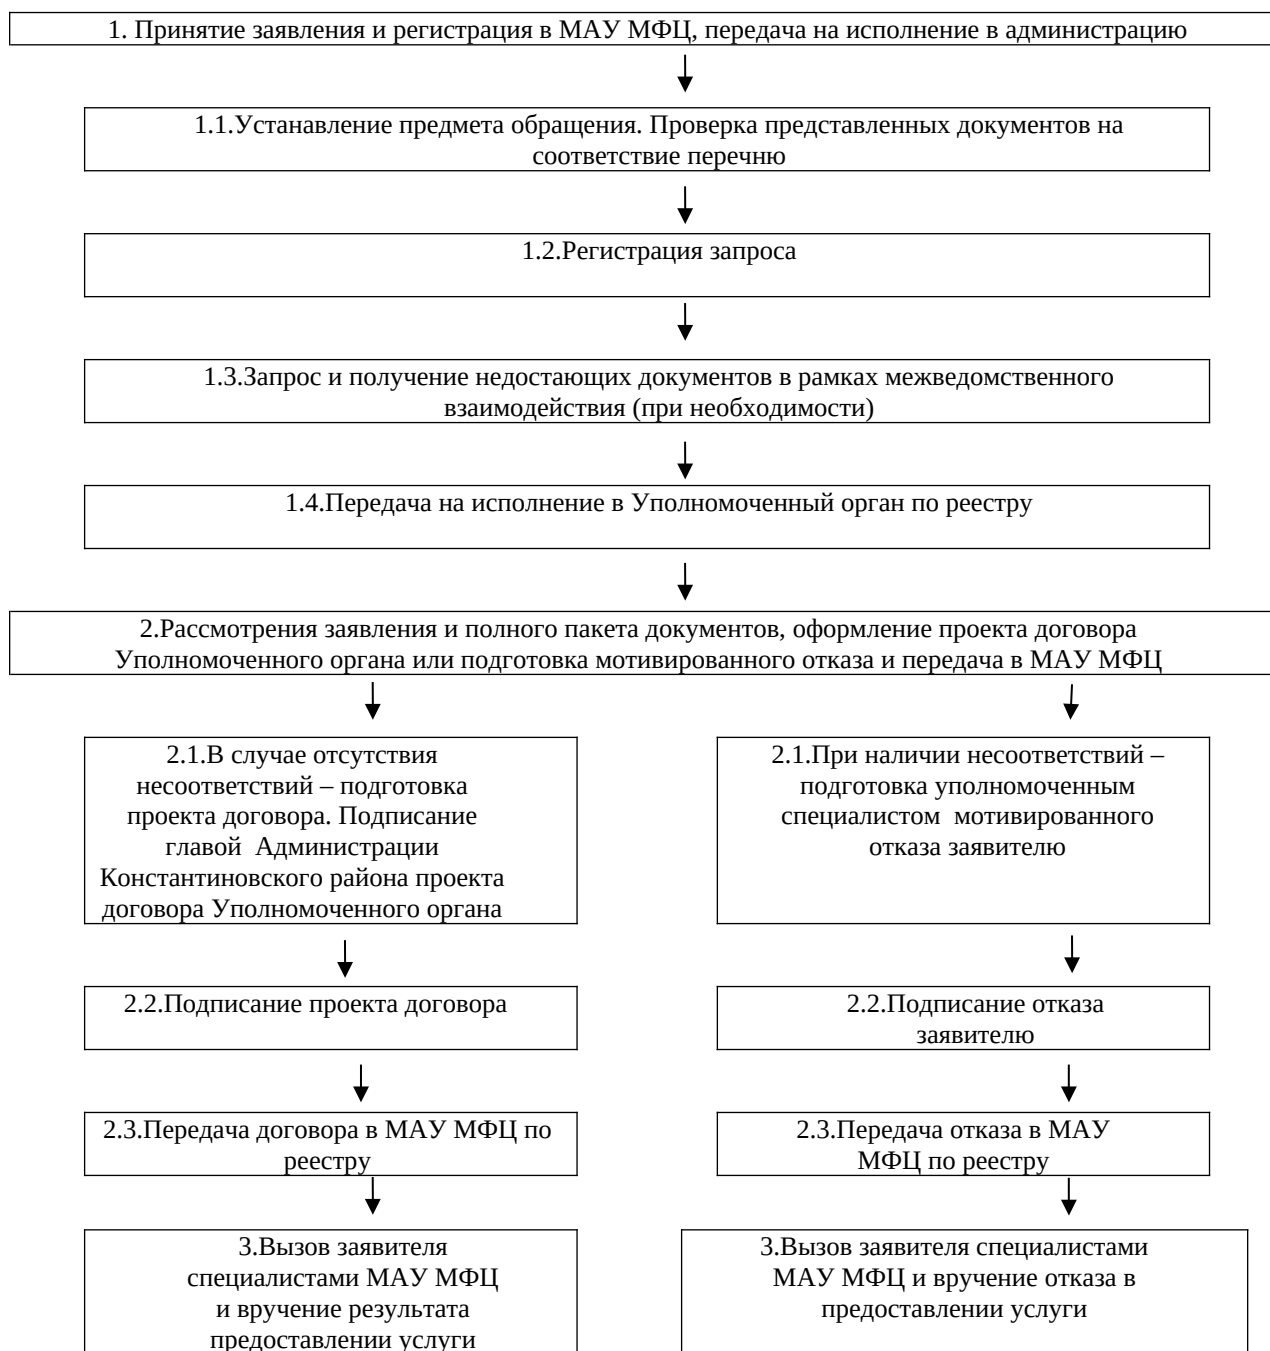 1. Принятие заявления и регистрация в МАУ МФЦ, передача на исполнение в администрацию
1.1.Устанавление предмета обращения. Проверка представленных документов на
соответствие перечню
1.2.Регистрация запроса
1.3.Запрос и получение недостающих документов в рамках межведомственного
взаимодействия (при необходимости)
1.4.Передача на исполнение в Уполномоченный орган по реестру
2.Рассмотрения заявления и полного пакета документов, оформление проекта договора
Уполномоченного органа или подготовка мотивированного отказа и передача в МАУ МФЦ
2.1.В случае отсутствия
несоответствий – подготовка
проекта договора. Подписание
главой  Администрации
Константиновского района проекта
договора Уполномоченного органа
2.1.При наличии несоответствий –
подготовка уполномоченным
специалистом  мотивированного
отказа заявителю
2.2.Подписание проекта договора
2.2.Подписание отказа
заявителю
2.3.Передача договора в МАУ МФЦ по
реестру
2.3.Передача отказа в МАУ
МФЦ по реестру
3.Вызов заявителя
специалистами МАУ МФЦ
и вручение результата
предоставлении услуги
3.Вызов заявителя специалистами
МАУ МФЦ и вручение отказа в
предоставлении услуги